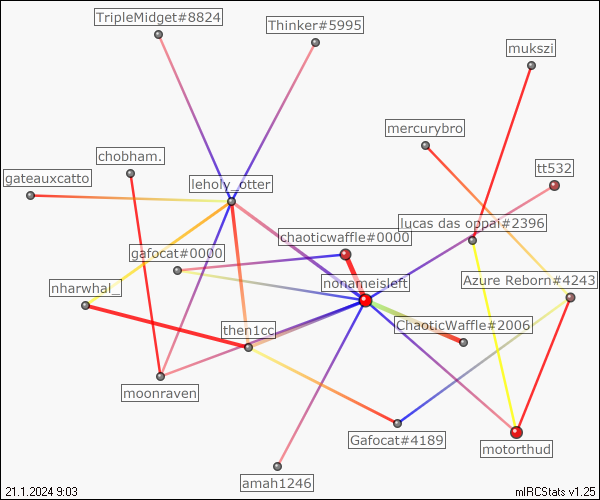 TripleMidget#8824
Thinker#5995
mukszi
mercurybro
chobham.
tt532
gateauxcatto
leholy_otter
lucas das oppai#2396
chaoticwaffle#0000
gafocat#0000
nonameisleft
Azure Reborn#4243
nharwhal_
ChaoticWaffle#2006
then1cc
moonraven
Gafocat#4189
motorthud
amah1246
21.1.2024 9:03
mIRCStats v1.25